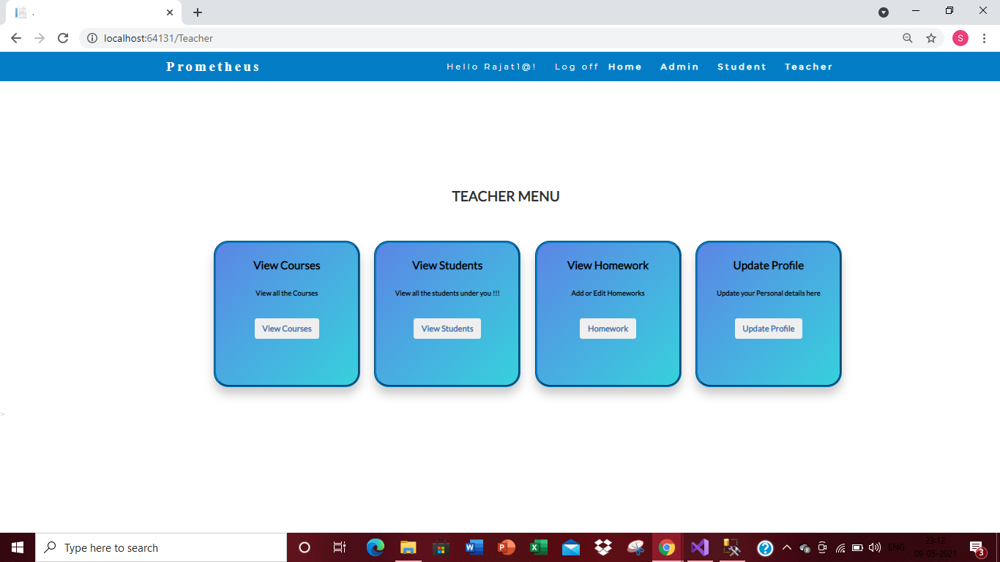 .
localhost:64131/Teacher
S
Prometheus
Hello Rajat1@! Log off Home Admin Student Teacher
TEACHER MENU
View Courses
View all the Courses
View Courses
View Students
View all the students under you !!!
View Students
View Homework
Add or Edit Homeworks
Homework
Update Profile
Update your Personal details here
Update Profile
>
Type here to search
ENG
23:12
09-05-2021
3